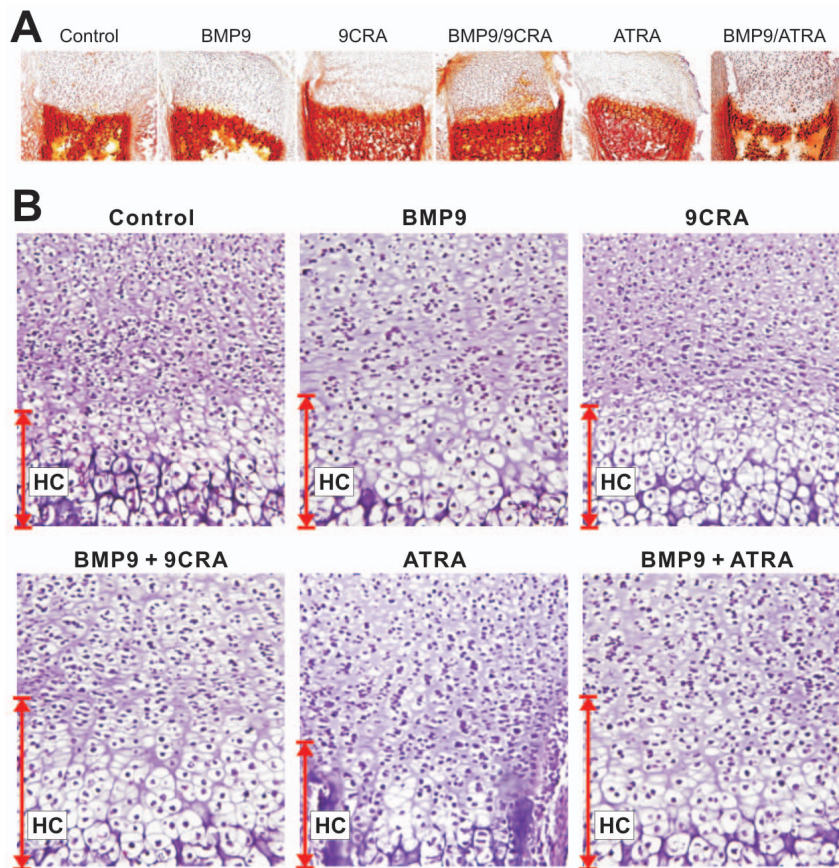 A
Control BMP9 9CRA BMP9/9CRA ATRA BMP9/ATRA
B
Control BMP9 9CRA
HC HC HC
BMP9 + 9CRA ATRA BMP9 + ATRA
HC HC HC